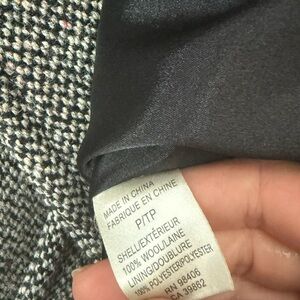 MADE IN CHINA
FABRIQUE EN CHINE
P/TP
SHELL/EXTÉRIEUR
100% WOOL/LAINE
LINING/DOUBLURE
100% POLYESTER/POLYESTER
RN 98406
CA 39862